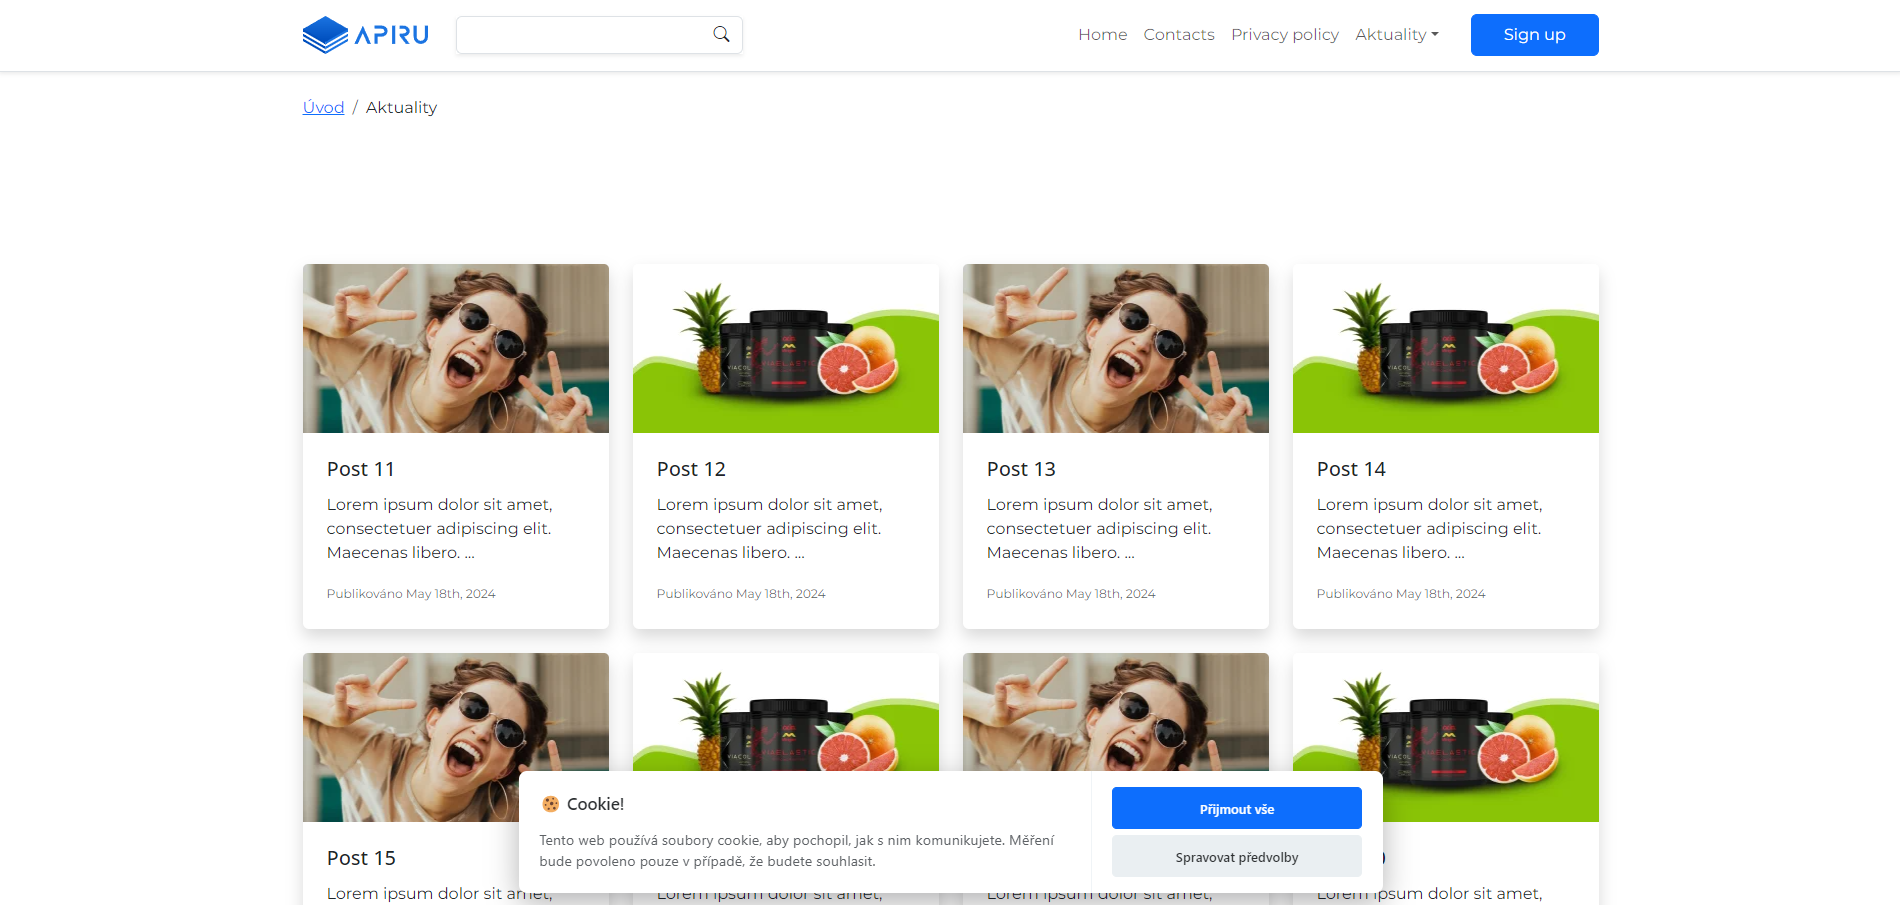 APIRU
Home Contacts Privacy policy Aktuality Sign up
Úvod / Aktuality
Post 11
Lorem ipsum dolor sit amet,
consectetuer adipiscing elit.
Maecenas libero. ...
Publikováno May 18th, 2024
Post 12
Lorem ipsum dolor sit amet,
consectetuer adipiscing elit.
Maecenas libero. ...
Publikováno May 18th, 2024
Post 13
Lorem ipsum dolor sit amet,
consectetuer adipiscing elit.
Maecenas libero. ...
Publikováno May 18th, 2024
Post 14
Lorem ipsum dolor sit amet,
consectetuer adipiscing elit.
Maecenas libero. ...
Publikováno May 18th, 2024
Post 15
Lorem ipsum dolor sit amet,
Lorem ipsum dolor sit amet,
Lorem ipsum dolor sit amet,
Lorem ipsum dolor sit amet,
🍪 Cookie!
Tento web používá soubory cookie, aby pochopil, jak s nim komunikujete. Měření
bude povoleno pouze v případě, že budete souhlasit.
Přijmout vše
Spravovat předvolby